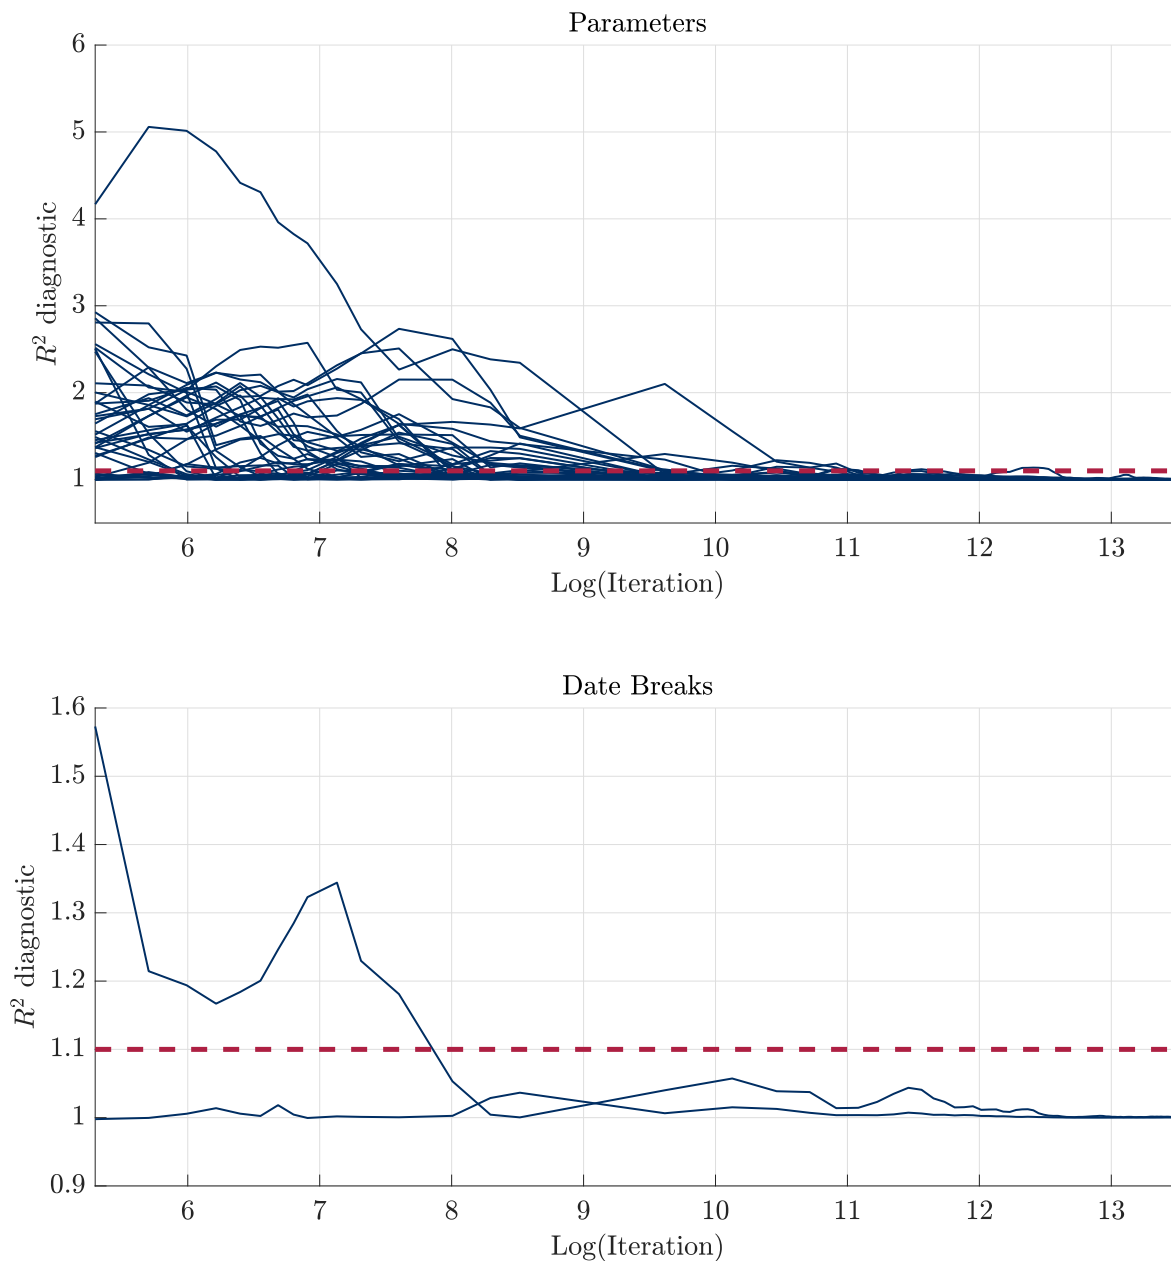 Parameters
6
5
4
3
2
1
R² diagnostic
6 7 8 9 10 11 12 13
Log(Iteration)
Date Breaks
1.6
1.5
1.4
1.3
1.2
1.1
1
0.9
R² diagnostic
6 7 8 9 10 11 12 13
Log(Iteration)